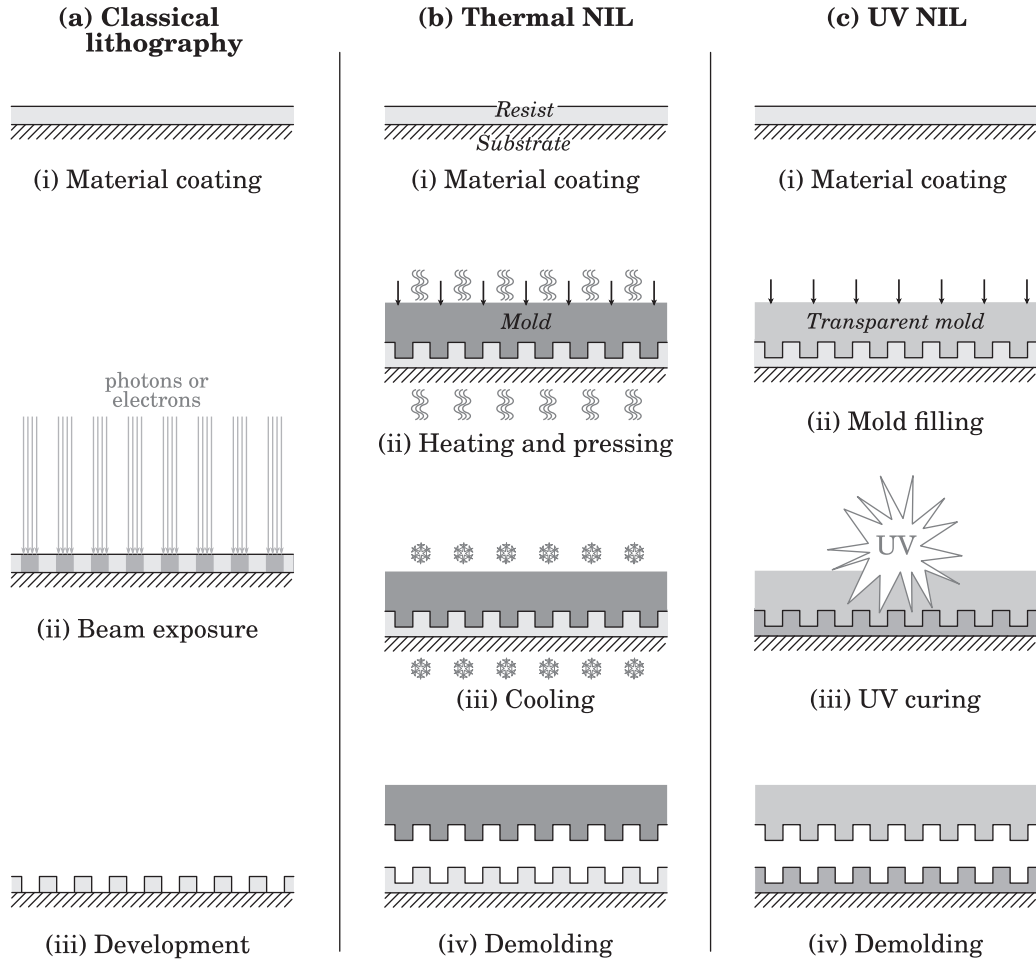 (a) Classical
lithography
(i) Material coating
photons or
electrons
(ii) Beam exposure
(iii) Development
(b) Thermal NIL
Resist
Substrate
(i) Material coating
Mold
(ii) Heating and pressing
(iii) Cooling
(iv) Demolding
(c) UV NIL
(i) Material coating
Transparent mold
(ii) Mold filling
UV
(iii) UV curing
(iv) Demolding